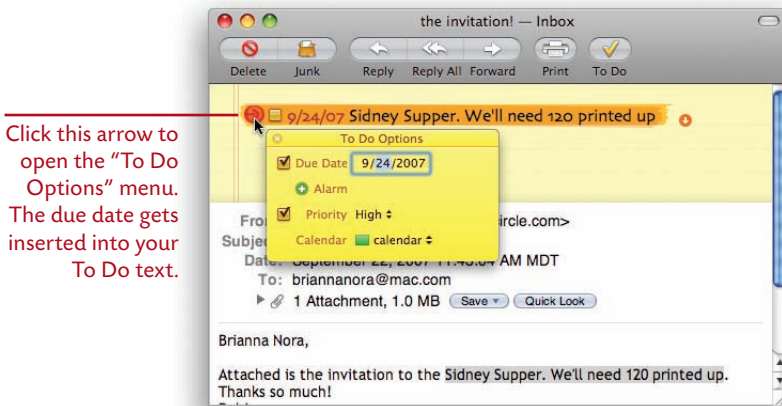 the invitation! — Inbox
Delete Junk Reply Reply All Forward Print To Do
9/24/07 Sidney Supper. We'll need 120 printed up
Click this arrow to
open the “To Do
Options” menu.
The due date gets
inserted into your
To Do text.
To Do Options
Due Date 9/24/2007
Alarm
Priority High
Calendar calendar
ircle.com>
September 22, 2007 AM MDT
To: briannanora@mac.com
1 Attachment, 1.0 MB Save Quick Look
Brianna Nora,
Attached is the invitation to the Sidney Supper. We'll need 120 printed up.
Thanks so much!